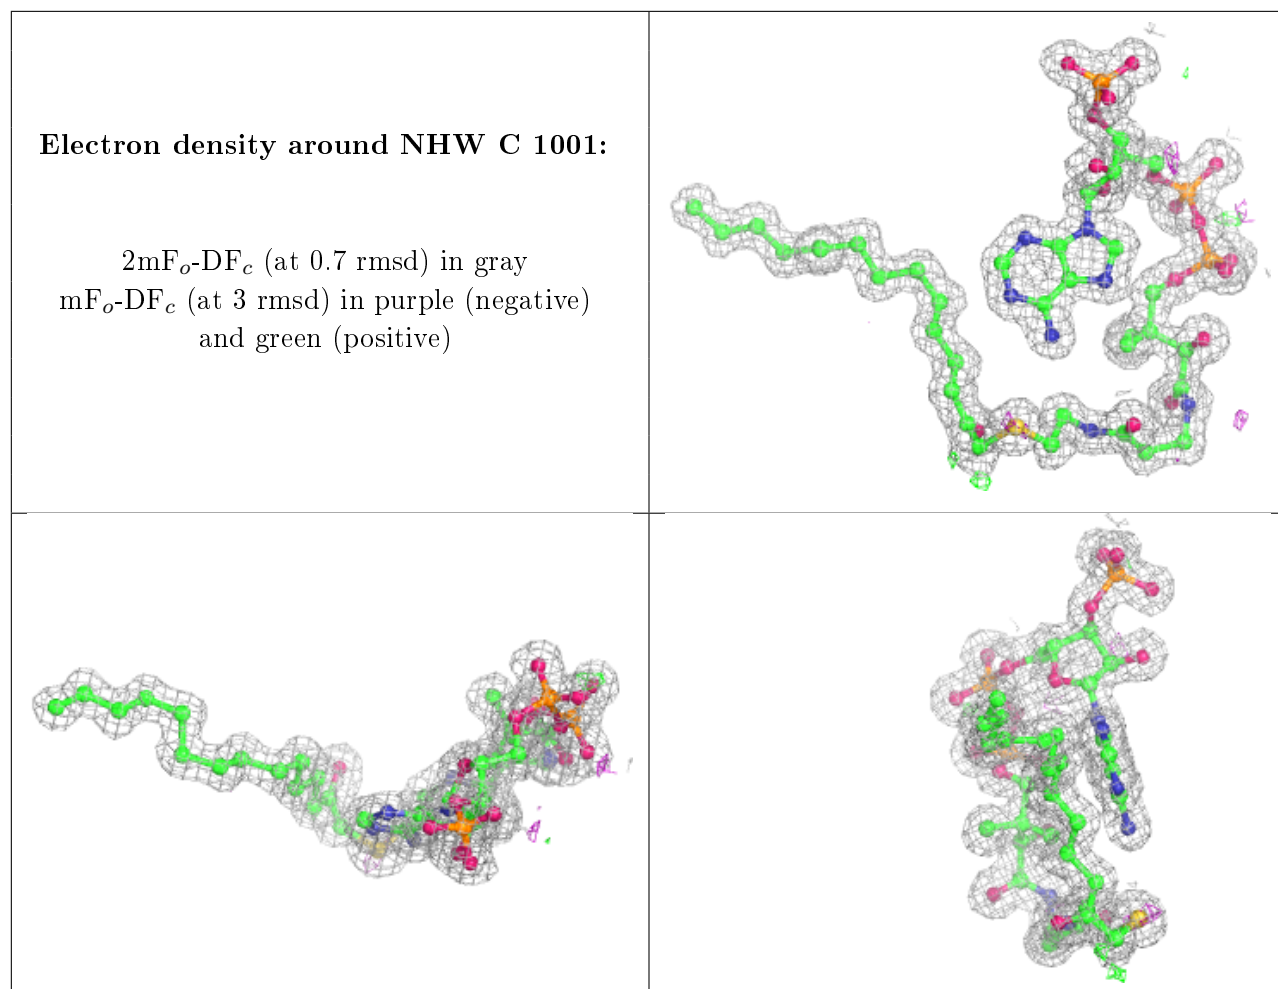 Electron density around NHW C 1001:
2mFₒ-DF𝒸 (at 0.7 rmsd) in gray
mFₒ-DF𝒸 (at 3 rmsd) in purple (negative)
and green (positive)